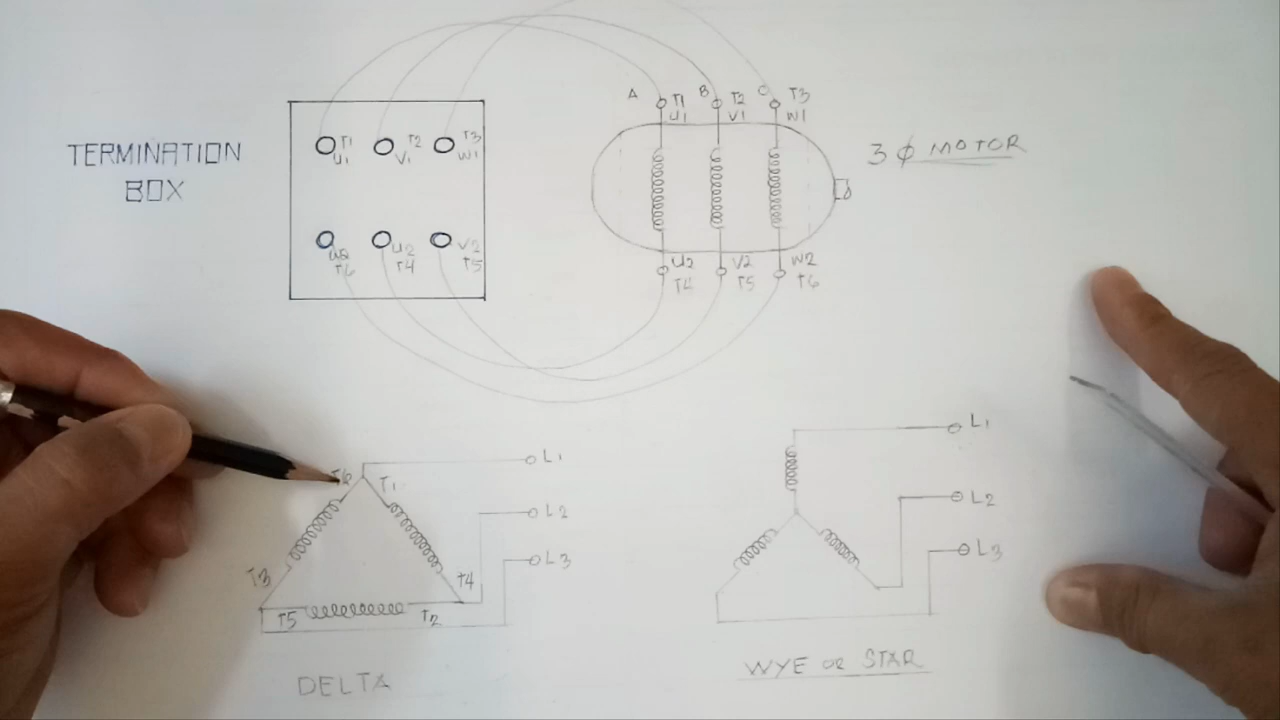 A T1 B T2 C T3
U1 V1 W1
TERMINATION
BOX
T1 T2 T3
U1 V1 W1
3 ϕ MOTOR
W2 U2 V2
T6 T4 T5
U2 V2 W2
T4 T5 T6
L1
L1
T6 T1
L2
L2
L3
L3
T3 T4
T5 T2
DELTA
WYE OR STAR